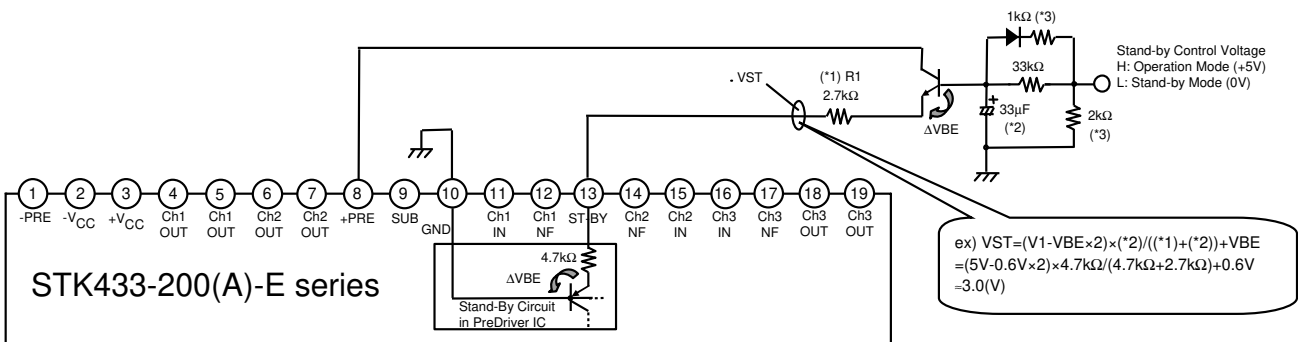 1kΩ (*3)
Stand-by Control Voltage
H: Operation Mode (+5V)
L: Stand-by Mode (0V)
33kΩ
. VST
(*1) R1
2.7kΩ
ΔVBE
+
33μF
(*2)
2kΩ
(*3)
1 2 3 4 5 6 7 8 9 10 11 12 13 14 15 16 17 18 19
-PRE
-VCC
+VCC
Ch1 OUT
Ch1 OUT
Ch2 OUT
Ch2 OUT
+PRE
SUB
GND
Ch1 IN
Ch1 NF
ST-BY
Ch2 NF
Ch2 IN
Ch3 IN
Ch3 NF
Ch3 OUT
Ch3 OUT
4.7kΩ
ΔVBE
Stand-By Circuit
in PreDriver IC
STK433-200(A)-E series
ex) VST=(V1-VBE×2)×(*2)/((*1)+(*2))+VBE
=(5V-0.6V×2)×4.7kΩ/(4.7kΩ+2.7kΩ)+0.6V
=3.0(V)